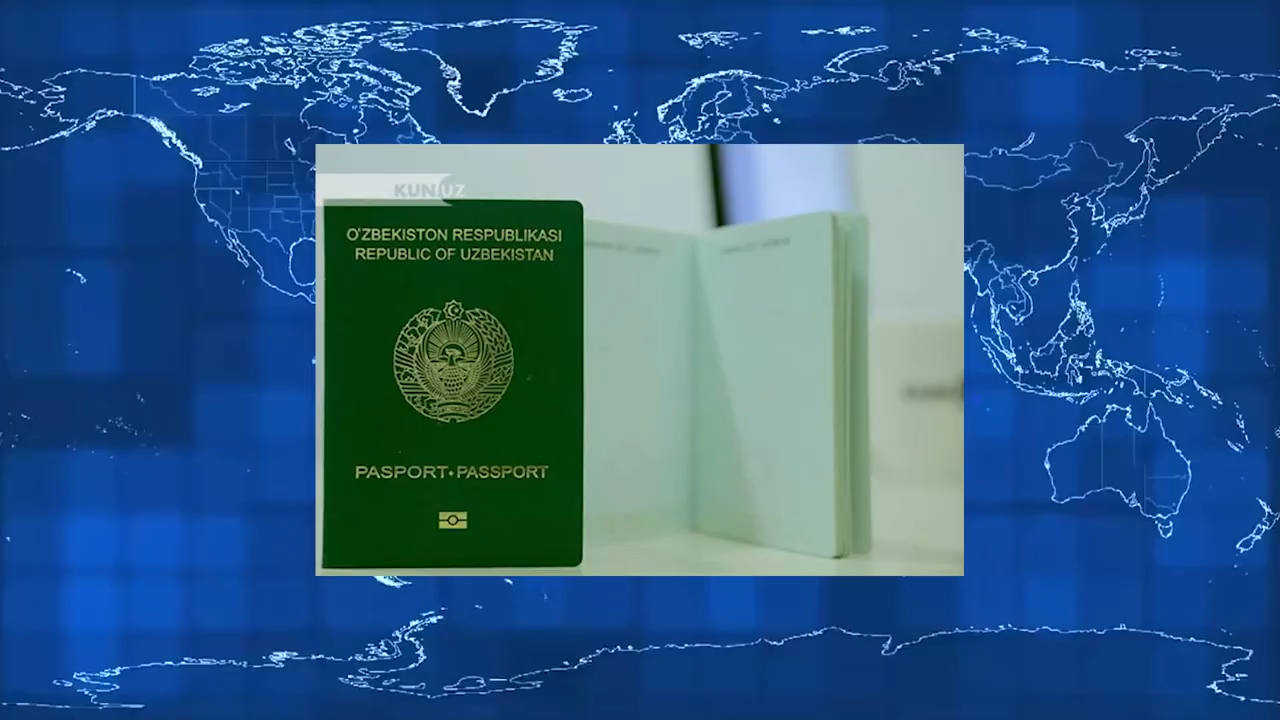 KUN.UZ
O'ZBEKISTON RESPUBLIKASI
REPUBLIC OF UZBEKISTAN
PASPORT·PASSPORT